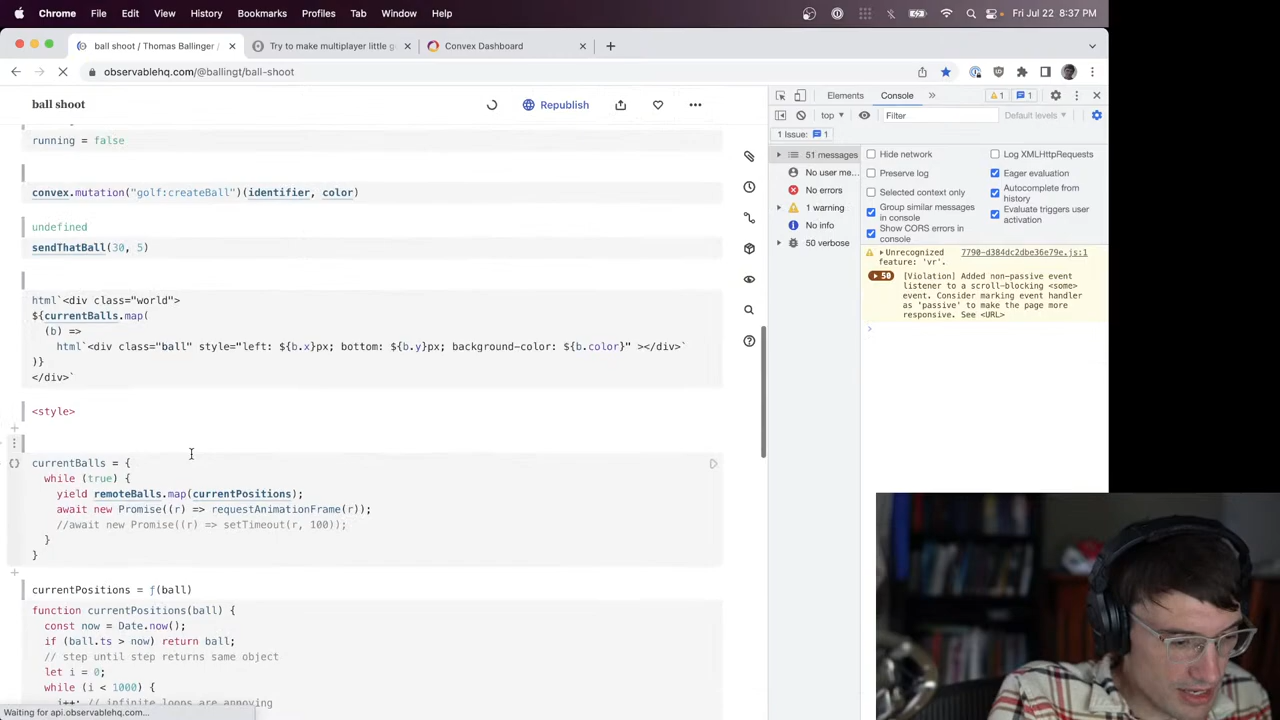 Chrome File Edit View History Bookmarks Profiles Tab Window Help Fri Jul 22 8:37 PM
ball shoot / Thomas Ballinger / Try to make multiplayer little g Convex Dashboard
observablehq.com/@ballingt/ball-shoot
ball shoot
Republish
running = false
convex.mutation("golf:createBall")(identifier, color)
undefined
sendThatBall(30, 5)
html`<div class="world">
${currentBalls.map(
(b) =>
html`<div class="ball" style="left: ${b.x}px; bottom: ${b.y}px; background-color: ${b.color}" ></div>`
)}
</div>`
<style>
currentBalls = {
while (true) {
yield remoteBalls.map(currentPositions);
await new Promise((r) => requestAnimationFrame(r));
//await new Promise((r) => setTimeout(r, 100));
}
}
currentPositions = ƒ(ball)
function currentPositions(ball) {
const now = Date.now();
if (ball.ts > now) return ball;
// step until step returns same object
let i = 0;
while (i < 1000) {
i++; // infinite loops are annoying
Waiting for api.observablehq.com...
Elements Console » 1 1
top Filter Default levels
1 Issue: 1
51 messages
No user me...
No errors
1 warning
No info
50 verbose
Hide network
Log XMLHttpRequests
Preserve log
Eager evaluation
Selected context only
Autocomplete from
history
Group similar messages
in console
Evaluate triggers user
activation
Show CORS errors in
console
Unrecognized 7790-d384dc2dbe36e79e.js:1
feature: 'vr'.
50 [Violation] Added non-passive event
listener to a scroll-blocking <some>
event. Consider marking event handler
as 'passive' to make the page more
responsive. See <URL>